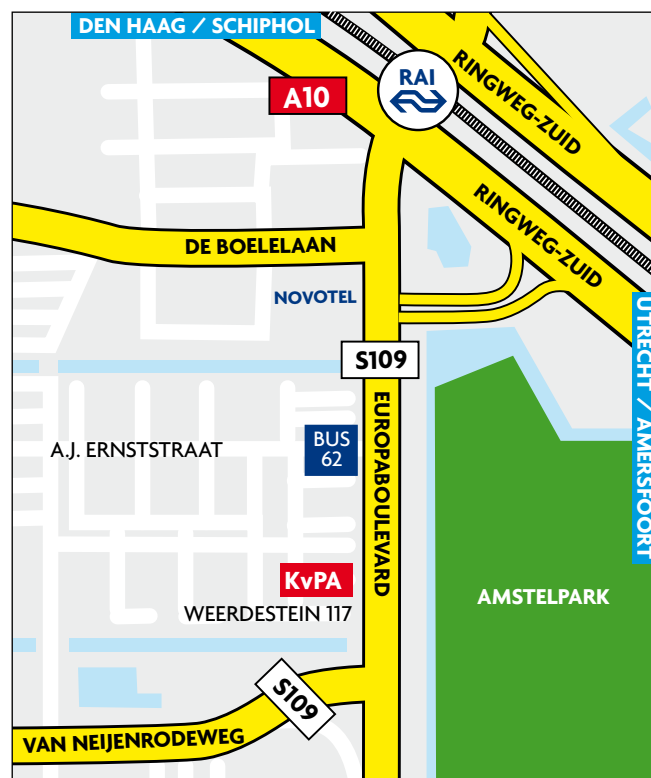 DEN HAAG / SCHIPHOL
RAI
A10
RINGWEG-ZUID
RINGWEG-ZUID
DE BOELELAAN
NOVOTEL
S109
UTRECHT / AMERSFOORT
EUROPABOULEVARD
BUS
62
A.J. ERNSTSTRAAT
KvPA
AMSTELPARK
WEERDESTEIN 117
S109
VAN NEIJENRODEWEG